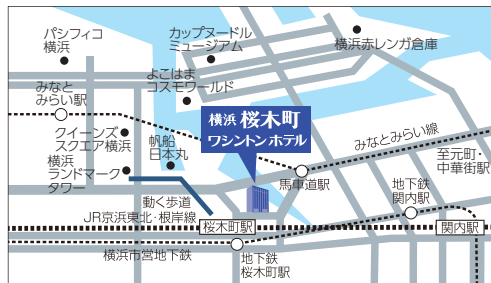 パシフィコ
横浜
カップヌードル
ミュージアム
横浜赤レンガ倉庫
みなと
みらい駅
よこはま
コスモワールド
クイーンズ
スクエア横浜
帆船
日本丸
横浜 桜木町
ワシントン ホテル
みなとみらい線
横浜
ランドマーク
タワー
馬車道駅
至元町・
中華街駅
動く歩道
JR京浜東北・根岸線
桜木町駅
地下鉄
関内駅
関内駅
横浜市営地下鉄
地下鉄
桜木町駅